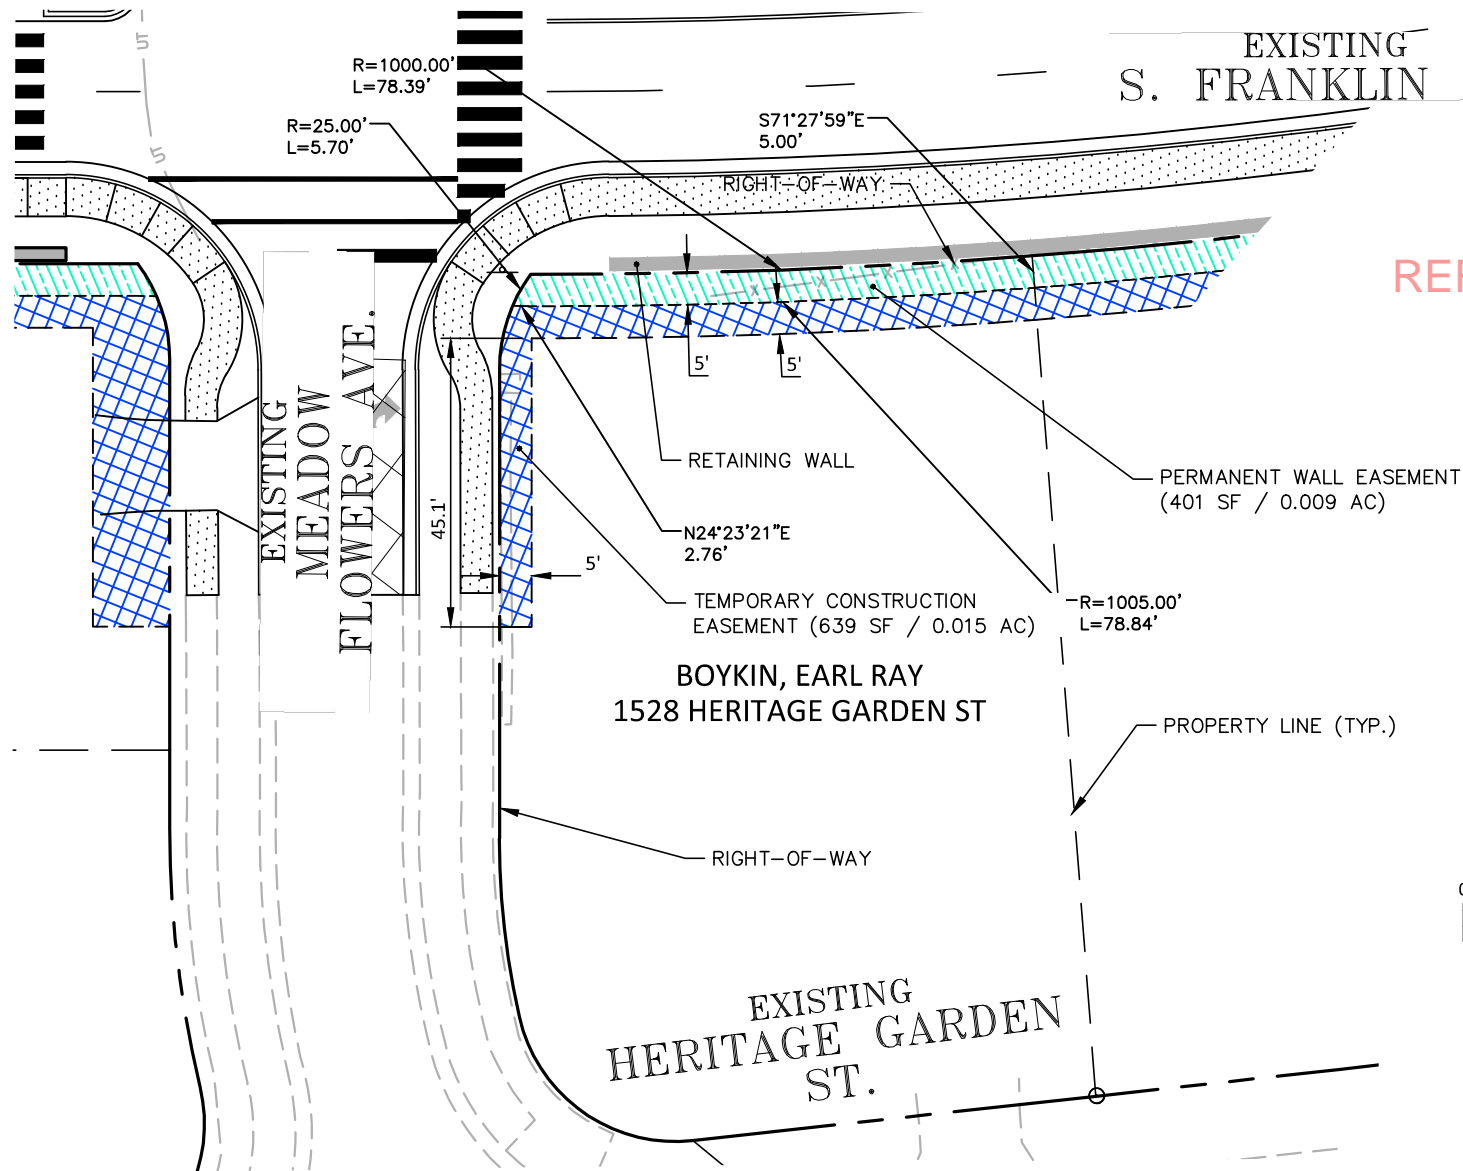 EXISTING
S. FRANKLIN
5
5
R=1000.00'
L=78.39'
R=25.00'
L=5.70'
S71°27'59"E
5.00'
RIGHT-OF-WAY
5'
5'
RETAINING WALL
PERMANENT WALL EASEMENT
(401 SF / 0.009 AC)
EXISTING
MEADOW
FLOWERS AVE.
45.1'
N24°23'21"E
2.76'
5'
TEMPORARY CONSTRUCTION
EASEMENT (639 SF / 0.015 AC)
R=1005.00'
L=78.84'
BOYKIN, EARL RAY
1528 HERITAGE GARDEN ST
PROPERTY LINE (TYP.)
RIGHT-OF-WAY
EXISTING
HERITAGE GARDEN
ST.